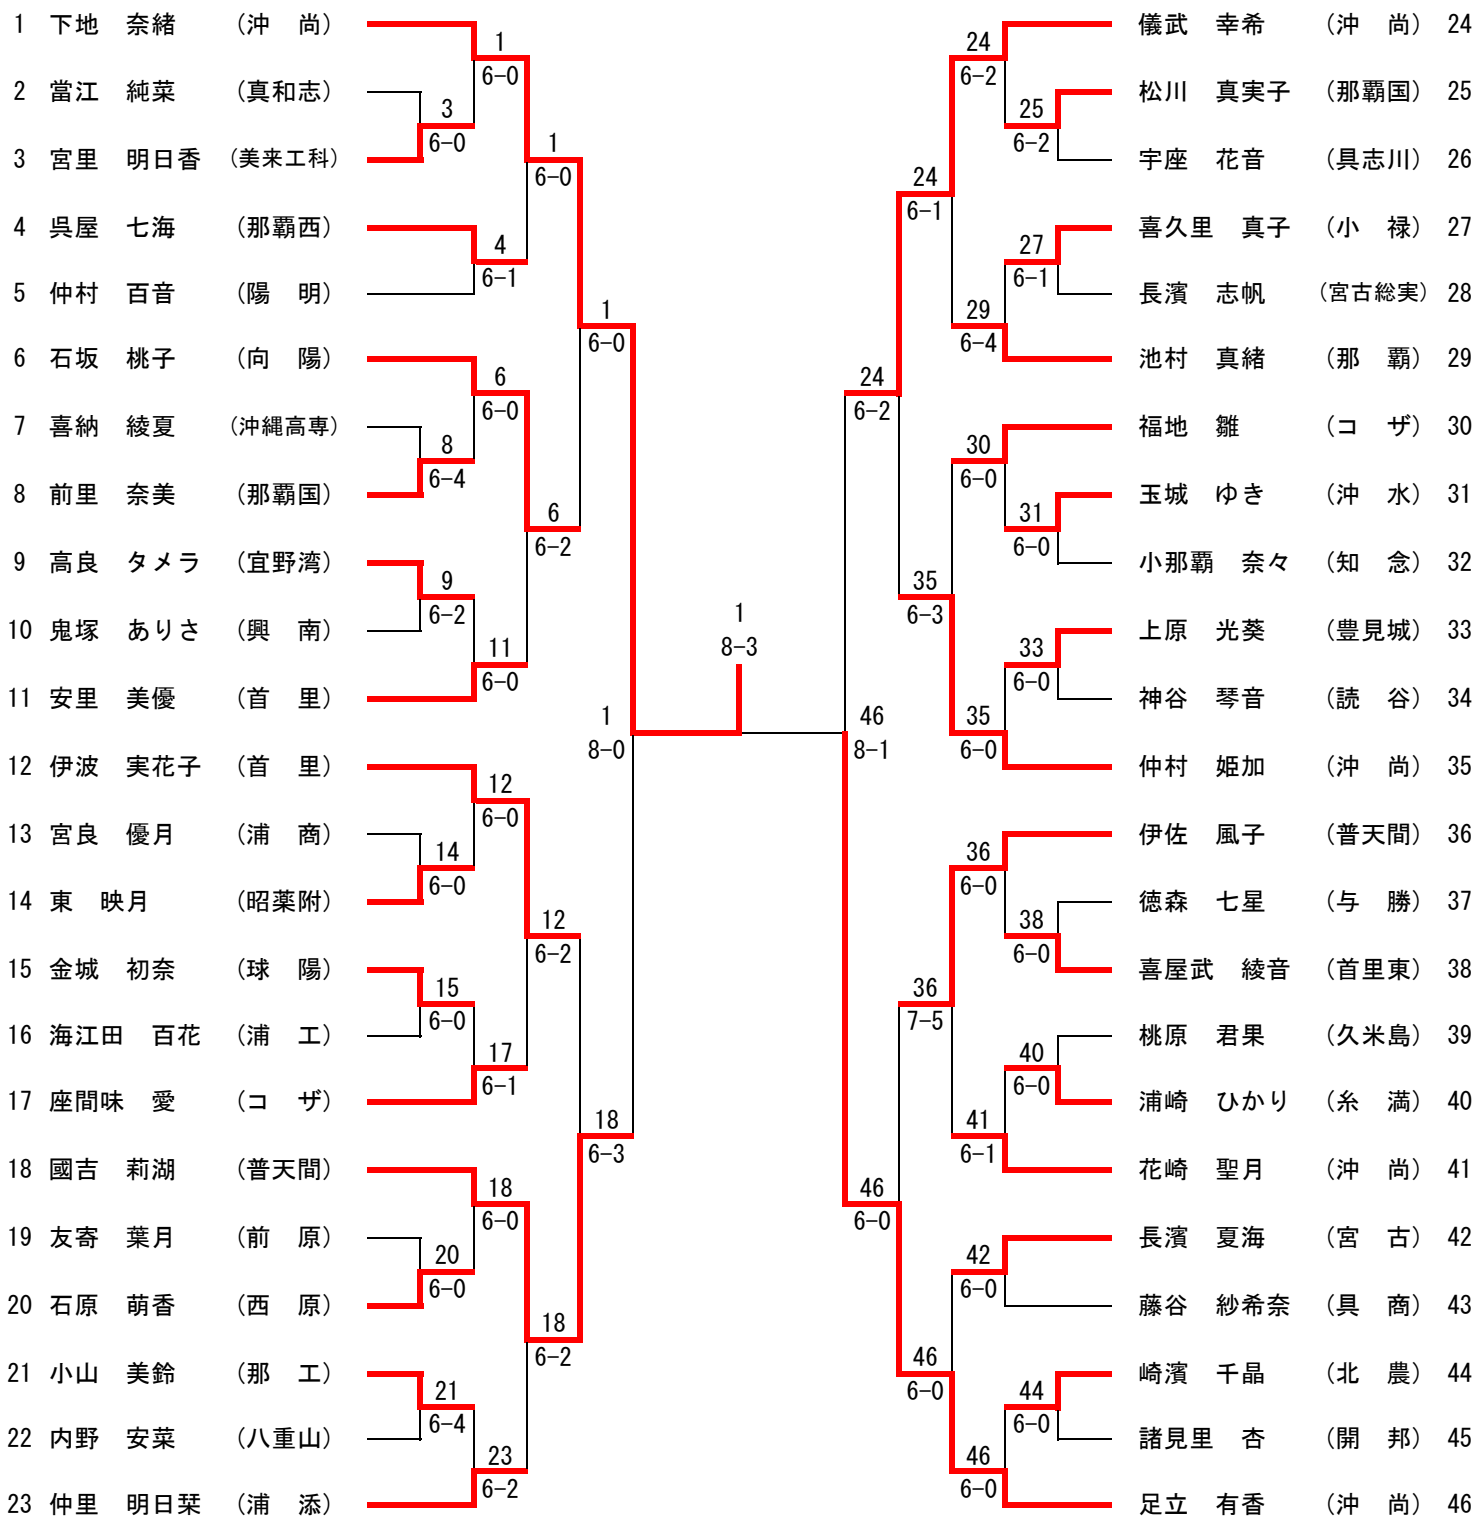 1 下地 奈緒 (沖 尚)
2 當江 純菜 (真和志)
3 宮里 明日香 (美来工科)
4 呉屋 七海 (那覇西)
5 仲村 百音 (陽 明)
6 石坂 桃子 (向 陽)
7 喜納 綾夏 (沖縄高専)
8 前里 奈美 (那覇国)
9 高良 タメラ (宜野湾)
10 鬼塚 ありさ (興 南)
11 安里 美優 (首 里)
12 伊波 実花子 (首 里)
13 宮良 優月 (浦 商)
14 東 映月 (昭薬附)
15 金城 初奈 (球 陽)
16 海江田 百花 (浦 工)
17 座間味 愛 (コ ザ)
18 國吉 莉湖 (普天間)
19 友寄 葉月 (前 原)
20 石原 萌香 (西 原)
21 小山 美鈴 (那 工)
22 内野 安菜 (八重山)
23 仲里 明日栞 (浦 添)
3
6-0
8
6-4
9
6-2
14
6-0
15
6-0
20
6-0
21
6-4
1
6-0
4
6-1
6
6-0
11
6-0
12
6-0
17
6-1
18
6-0
23
6-2
1
6-0
6
6-2
12
6-2
18
6-2
1
6-0
18
6-3
1
8-0
1
8-3
46
8-1
24
6-2
46
6-0
24
6-1
35
6-3
36
7-5
46
6-0
24
6-2
29
6-4
30
6-0
35
6-0
36
6-0
41
6-1
42
6-0
46
6-0
25
6-2
27
6-1
31
6-0
33
6-0
38
6-0
40
6-0
44
6-0
儀武 幸希 (沖 尚) 24
松川 真実子 (那覇国) 25
宇座 花音 (具志川) 26
喜久里 真子 (小 禄) 27
長濱 志帆 (宮古総実) 28
池村 真緒 (那 覇) 29
福地 雛 (コ ザ) 30
玉城 ゆき (沖 水) 31
小那覇 奈々 (知 念) 32
上原 光葵 (豊見城) 33
神谷 琴音 (読 谷) 34
仲村 姫加 (沖 尚) 35
伊佐 風子 (普天間) 36
徳森 七星 (与 勝) 37
喜屋武 綾音 (首里東) 38
桃原 君果 (久米島) 39
浦崎 ひかり (糸 満) 40
花崎 聖月 (沖 尚) 41
長濱 夏海 (宮 古) 42
藤谷 紗希奈 (具 商) 43
崎濱 千晶 (北 農) 44
諸見里 杏 (開 邦) 45
足立 有香 (沖 尚) 46